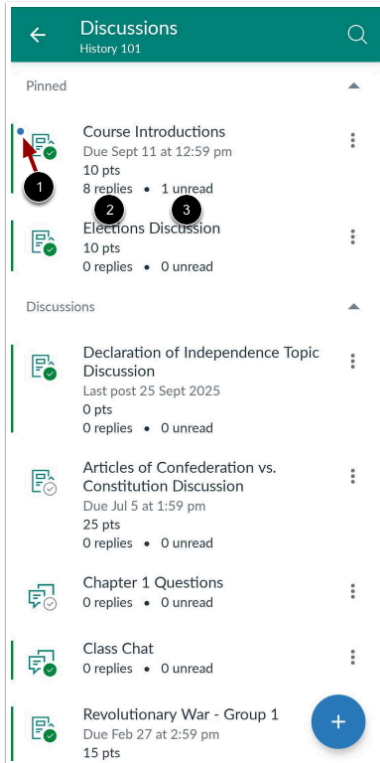 Discussions
History 101
Pinned
Course Introductions
Due Sept 11 at 12:59 pm
10 pts
8 replies • 1 unread
1
2
3
Elections Discussion
10 pts
0 replies • 0 unread
Discussions
Declaration of Independence Topic
Discussion
Last post 25 Sept 2025
0 pts
0 replies • 0 unread
Articles of Confederation vs.
Constitution Discussion
Due Jul 5 at 1:59 pm
25 pts
0 replies • 0 unread
Chapter 1 Questions
0 replies • 0 unread
Class Chat
0 replies • 0 unread
Revolutionary War - Group 1
Due Feb 27 at 2:59 pm
15 pts